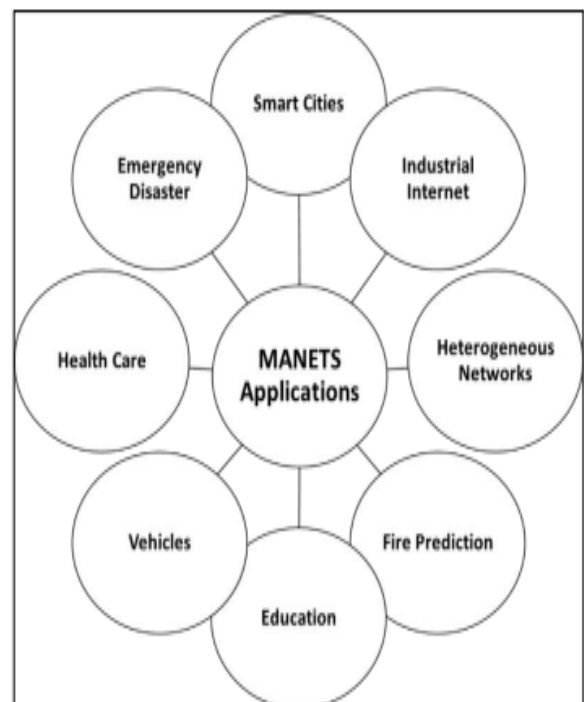 Smart Cities
Emergency
Disaster
Industrial
Internet
Health Care
MANETS
Applications
Heterogeneous
Networks
Vehicles
Fire Prediction
Education